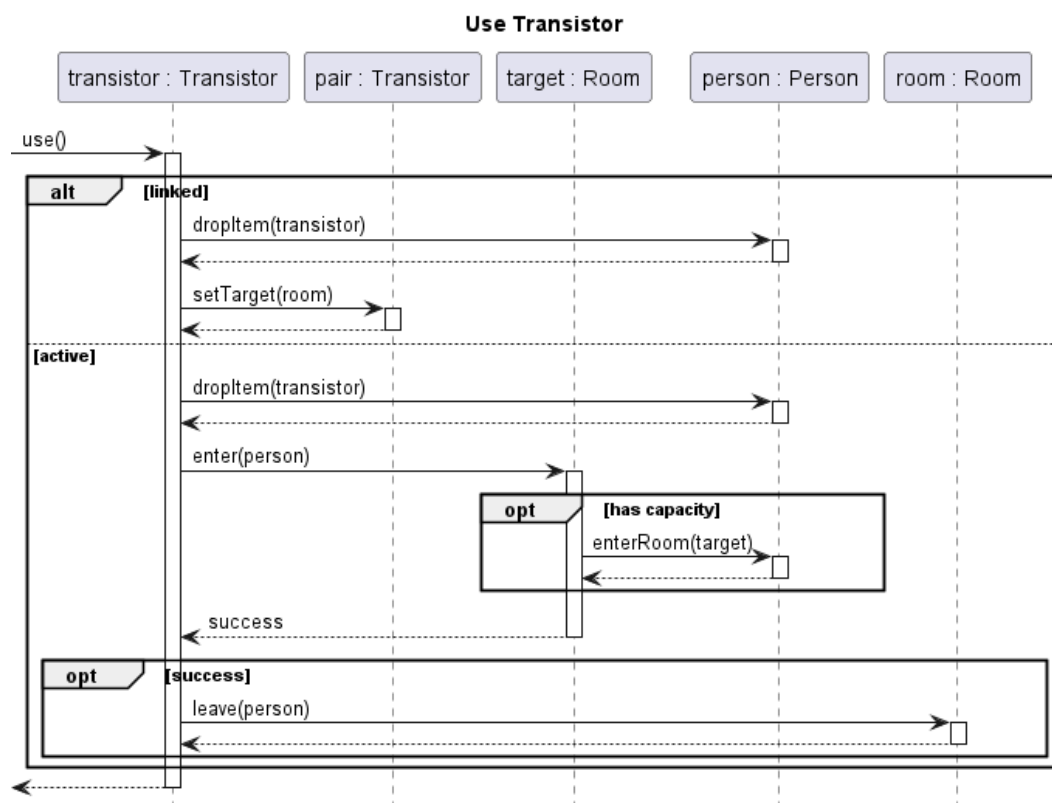 Use Transistor
transistor : Transistor
pair : Transistor
target : Room
person : Person
room : Room
use()
alt
[linked]
dropItem(transistor)
setTarget(room)
[active]
dropItem(transistor)
enter(person)
opt
[has capacity]
enterRoom(target)
success
opt
[success]
leave(person)